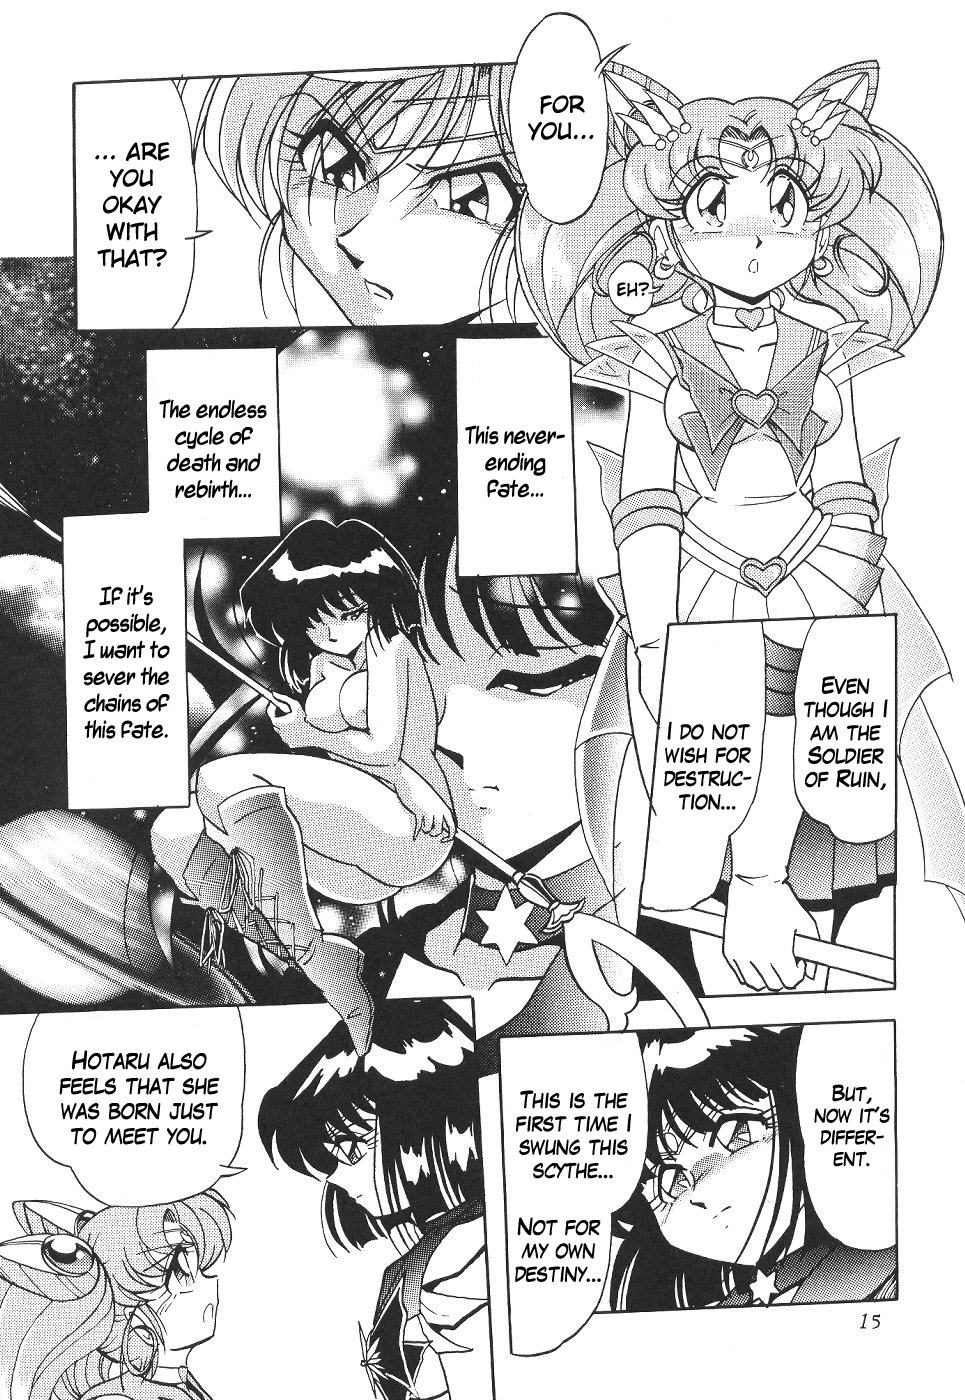 FOR
YOU...
... ARE
YOU
OKAY
WITH
THAT?
EH?
This never-
ending
fate...
The endless
cycle of
death and
rebirth...
If it's
possible,
I want to
sever the
chains of
this fate.
EVEN
THOUGH I
AM THE
SOLDIER
OF RUIN,
I DO NOT
WISH FOR
DESTRUC-
TION...
BUT,
NOW IT'S
DIFFER-
ENT.
THIS IS THE
FIRST TIME I
SWUNG THIS
SCYTHE...
NOT FOR
MY OWN
DESTINY...
HOTARU ALSO
FEELS THAT SHE
WAS BORN JUST
TO MEET YOU.
15